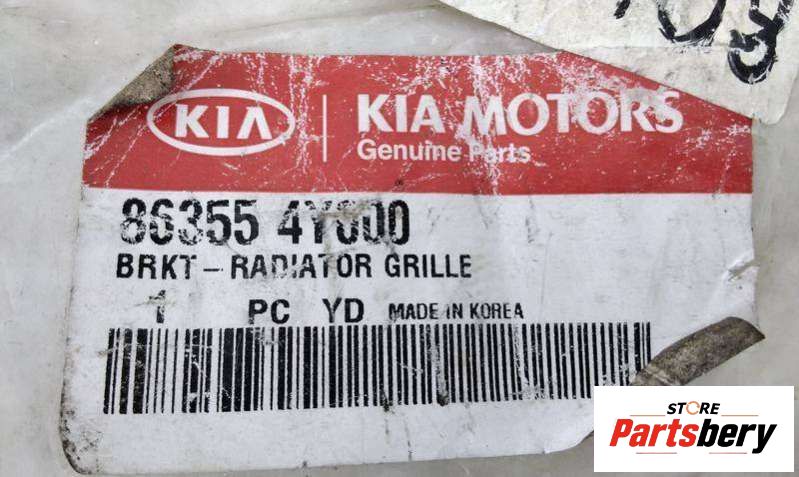 KIA
KIA MOTORS
Genuine Parts
86355 4Y000
BRKT - RADIATOR GRILLE
1 PC YD MADE IN KOREA
STORE
Partsbery